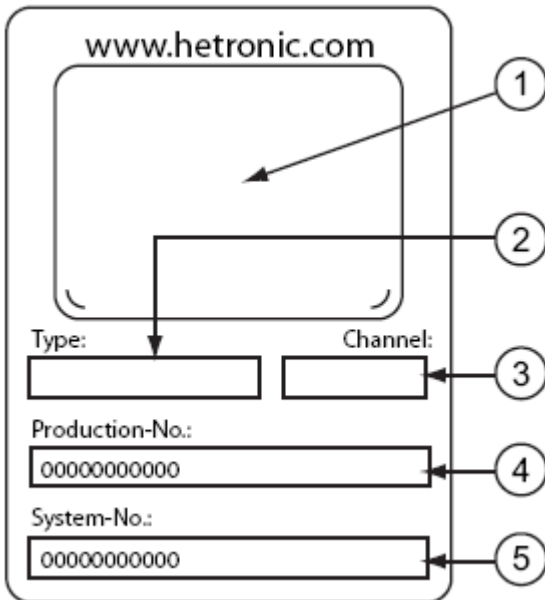 www.hetronic.com
1
2
Type: Channel:
3
Production-No.:
00000000000
4
System-No.:
00000000000
5